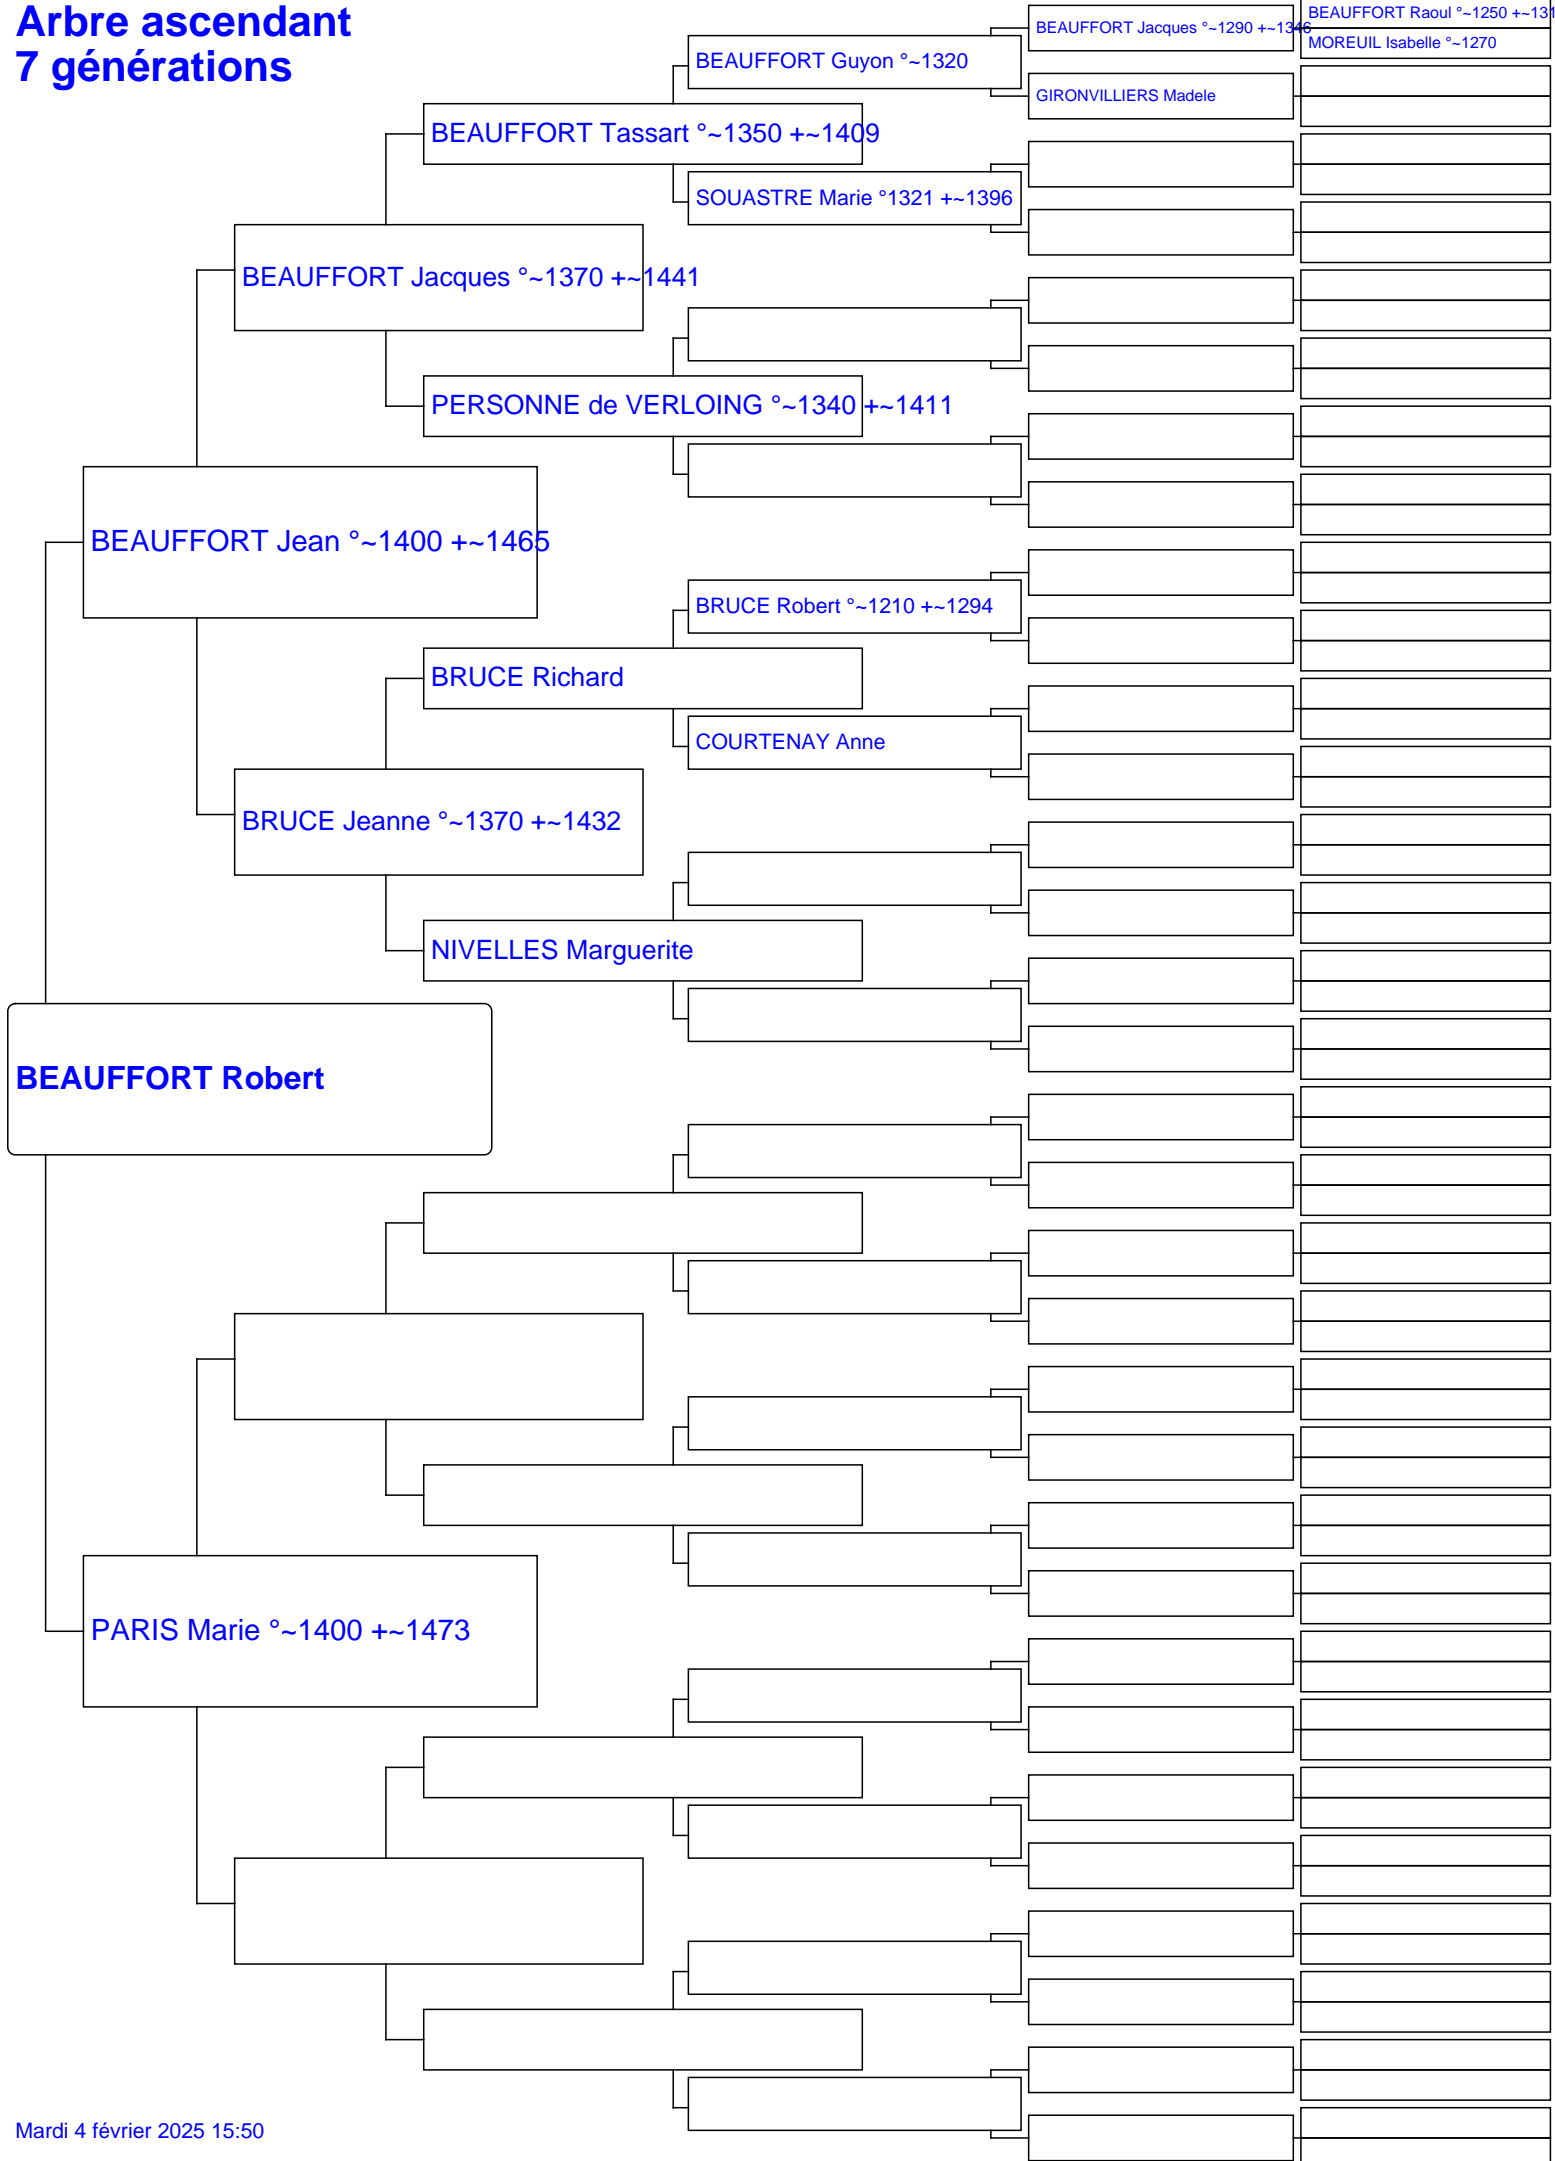 Arbre ascendant
7 générations
BEAUFFORT Raoul °~1250 +~131
BEAUFFORT Jacques °~1290 +~1346
MOREUIL Isabelle °~1270
BEAUFFORT Guyon °~1320
GIRONVILLIERS Madele
BEAUFFORT Tassart °~1350 +~1409
SOUASTRE Marie °1321 +~1396
BEAUFFORT Jacques °~1370 +~1441
PERSONNE de VERLOING °~1340 +~1411
BEAUFFORT Jean °~1400 +~1465
BRUCE Robert °~1210 +~1294
BRUCE Richard
COURTENAY Anne
BRUCE Jeanne °~1370 +~1432
NIVELLES Marguerite
BEAUFFORT Robert
PARIS Marie °~1400 +~1473
Mardi 4 février 2025 15:50